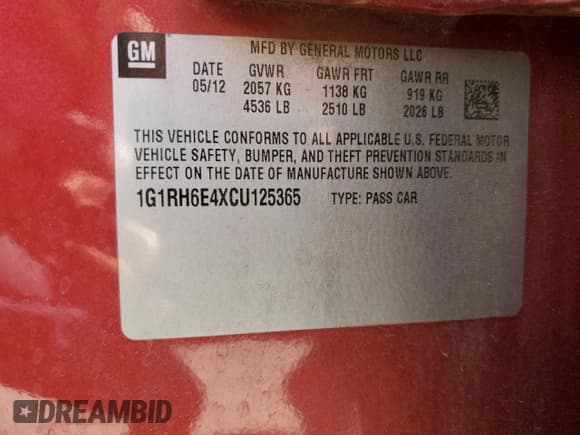 GM
MFD BY GENERAL MOTORS LLC
DATE GVWR GAWR FRT GAWR RR
05/12 2057 KG 1138 KG 919 KG
4536 LB 2510 LB 2026 LB
THIS VEHICLE CONFORMS TO ALL APPLICABLE U.S. FEDERAL MOTOR
VEHICLE SAFETY, BUMPER, AND THEFT PREVENTION STANDARDS IN
EFFECT ON THE DATE OF MANUFACTURE SHOWN ABOVE.
1G1RH6E4XCU125365 TYPE: PASS CAR
DREAMBID